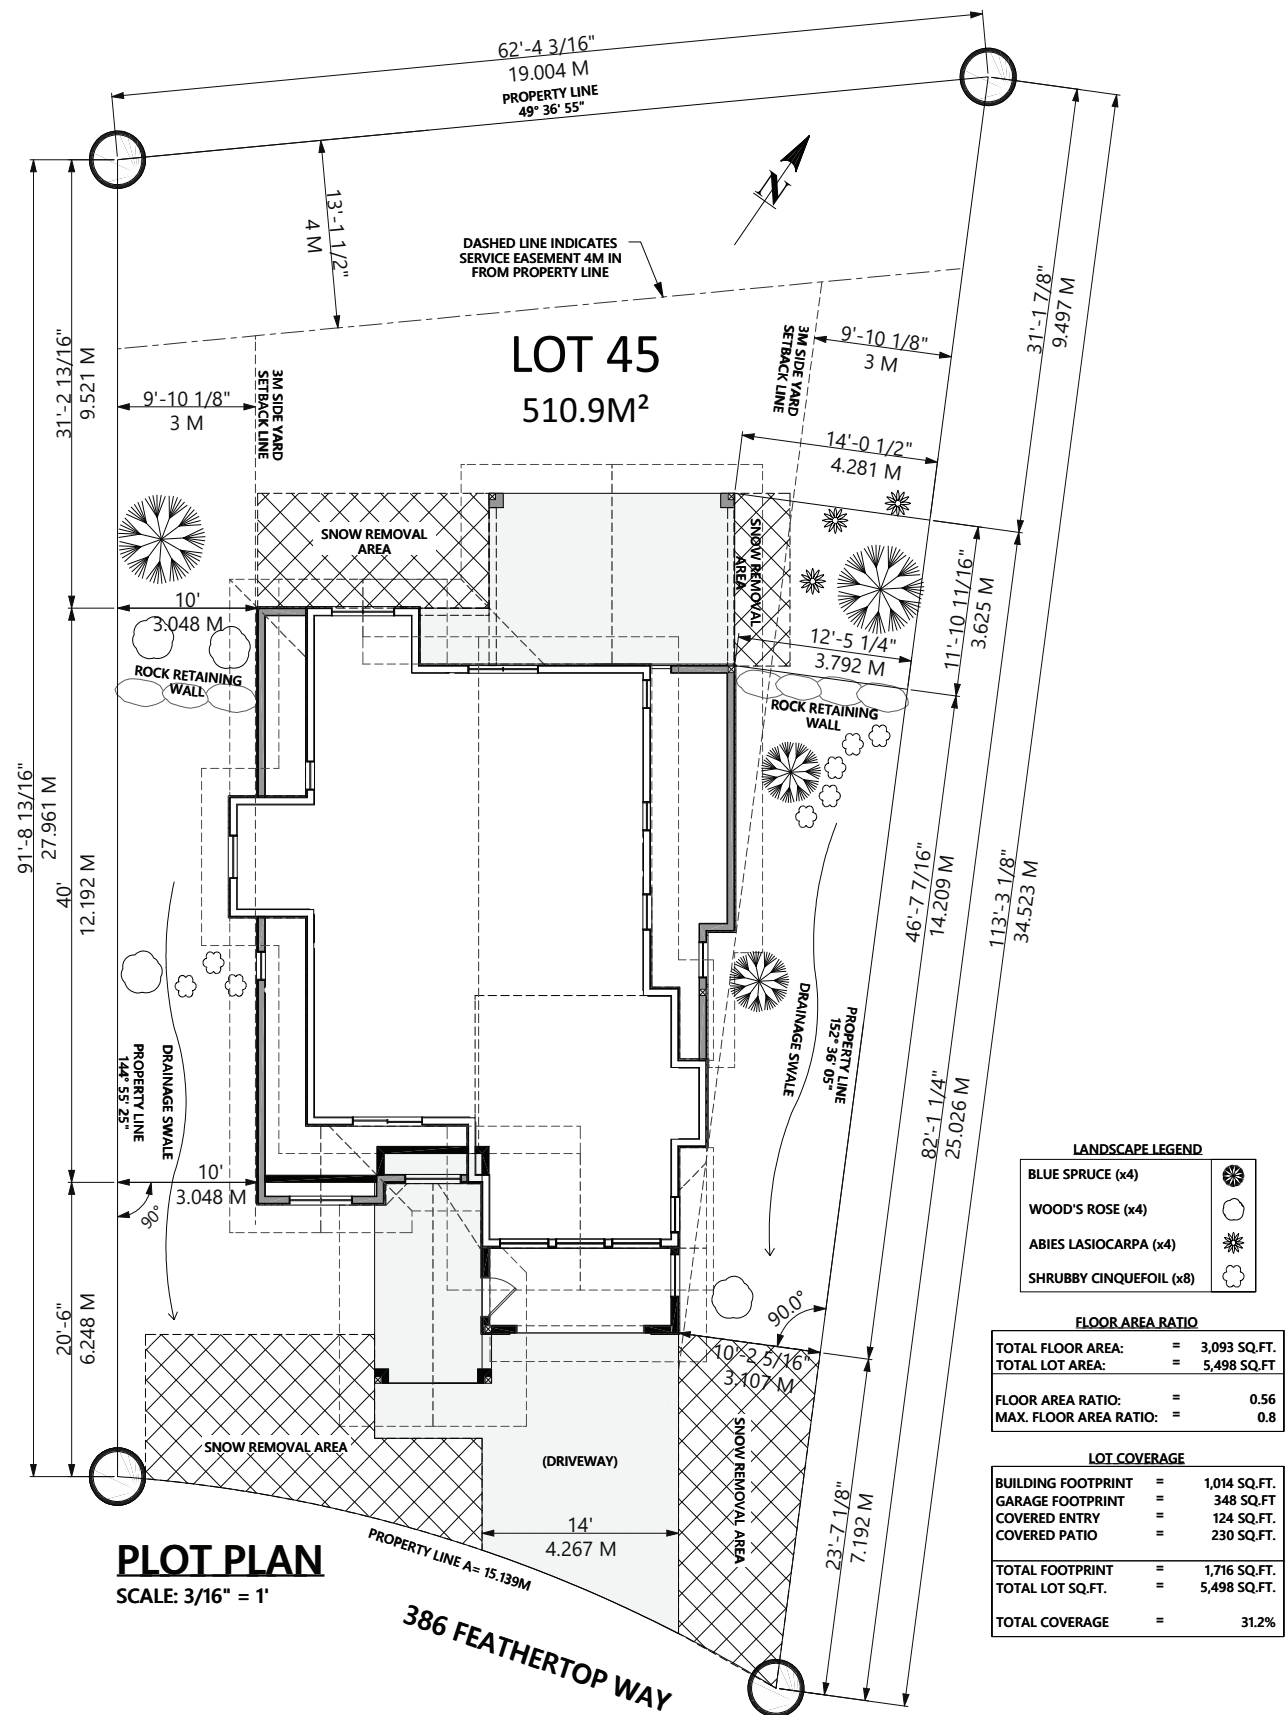 62'-4 3/16"
19.004 M
PROPERTY LINE
49° 36' 55"
13'-1 1/2"
4 M
N
DASHED LINE INDICATES
SERVICE EASEMENT 4M IN
FROM PROPERTY LINE
LOT 45
510.9M²
31'-2 13/16"
9.521 M
9'-10 1/8"
3 M
3M SIDE YARD
SETBACK LINE
3M SIDE YARD
SETBACK LINE
9'-10 1/8"
3 M
31'-1 7/8"
9.497 M
14'-0 1/2"
4.281 M
SNOW REMOVAL
AREA
SNOW REMOVAL
AREA
11'-10 11/16"
3.625 M
10'
3.048 M
12'-5 1/4"
3.792 M
ROCK RETAINING
WALL
ROCK RETAINING
WALL
91'-8 13/16"
27.961 M
40'
12.192 M
46'-7 7/16"
14.209 M
113'-3 1/8"
34.523 M
82'-1 1/4"
25.026 M
PROPERTY LINE
144° 55' 25"
DRAINAGE SWALE
DRAINAGE SWALE
PROPERTY LINE
152° 36' 05"
10'
3.048 M
90°
20'-6"
6.248 M
90.0°
10'-2 5/16"
3.107 M
SNOW REMOVAL AREA
(DRIVEWAY)
SNOW REMOVAL AREA
14'
4.267 M
23'-7 1/8"
7.192 M
PROPERTY LINE A= 15.139M
386 FEATHERTOP WAY
PLOT PLAN
SCALE: 3/16" = 1'
LANDSCAPE LEGEND
BLUE SPRUCE (x4)
WOOD'S ROSE (x4)
ABIES LASIOCARPA (x4)
SHRUBBY CINQUEFOIL (x8)
FLOOR AREA RATIO
TOTAL FLOOR AREA: = 3,093 SQ.FT.
TOTAL LOT AREA: = 5,498 SQ.FT
FLOOR AREA RATIO: = 0.56
MAX. FLOOR AREA RATIO: = 0.8
LOT COVERAGE
BUILDING FOOTPRINT = 1,014 SQ.FT.
GARAGE FOOTPRINT = 348 SQ.FT
COVERED ENTRY = 124 SQ.FT.
COVERED PATIO = 230 SQ.FT.
TOTAL FOOTPRINT = 1,716 SQ.FT.
TOTAL LOT SQ.FT. = 5,498 SQ.FT.
TOTAL COVERAGE = 31.2%